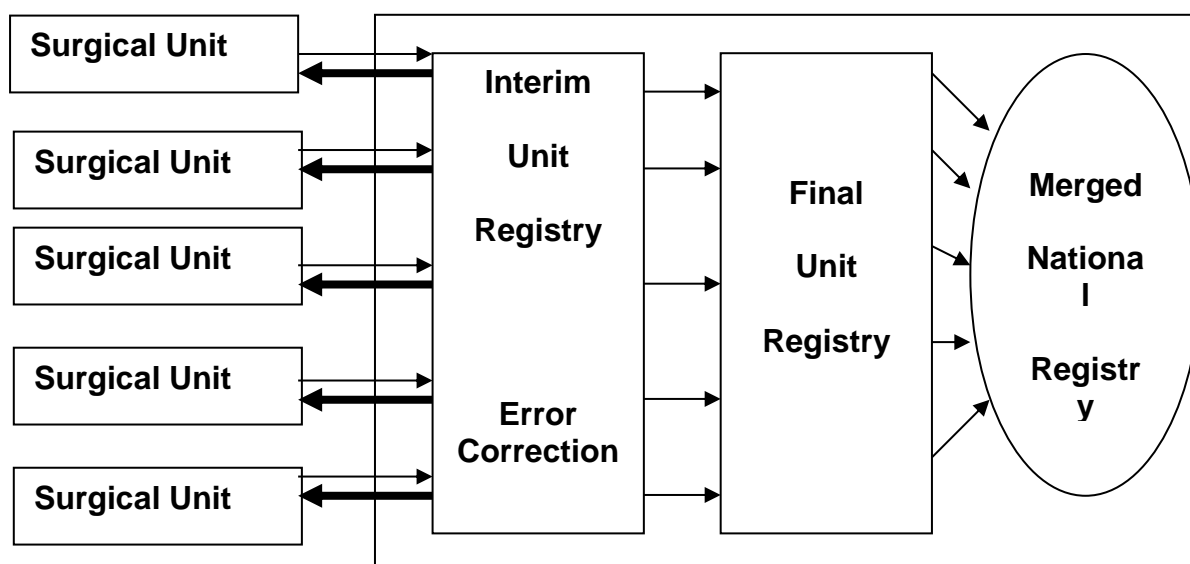 Surgical Unit
Surgical Unit
Surgical Unit
Surgical Unit
Surgical Unit
Interim
Unit
Registry
Error
Correction
Final
Unit
Registry
Merged
Nationa
l
Registr
y